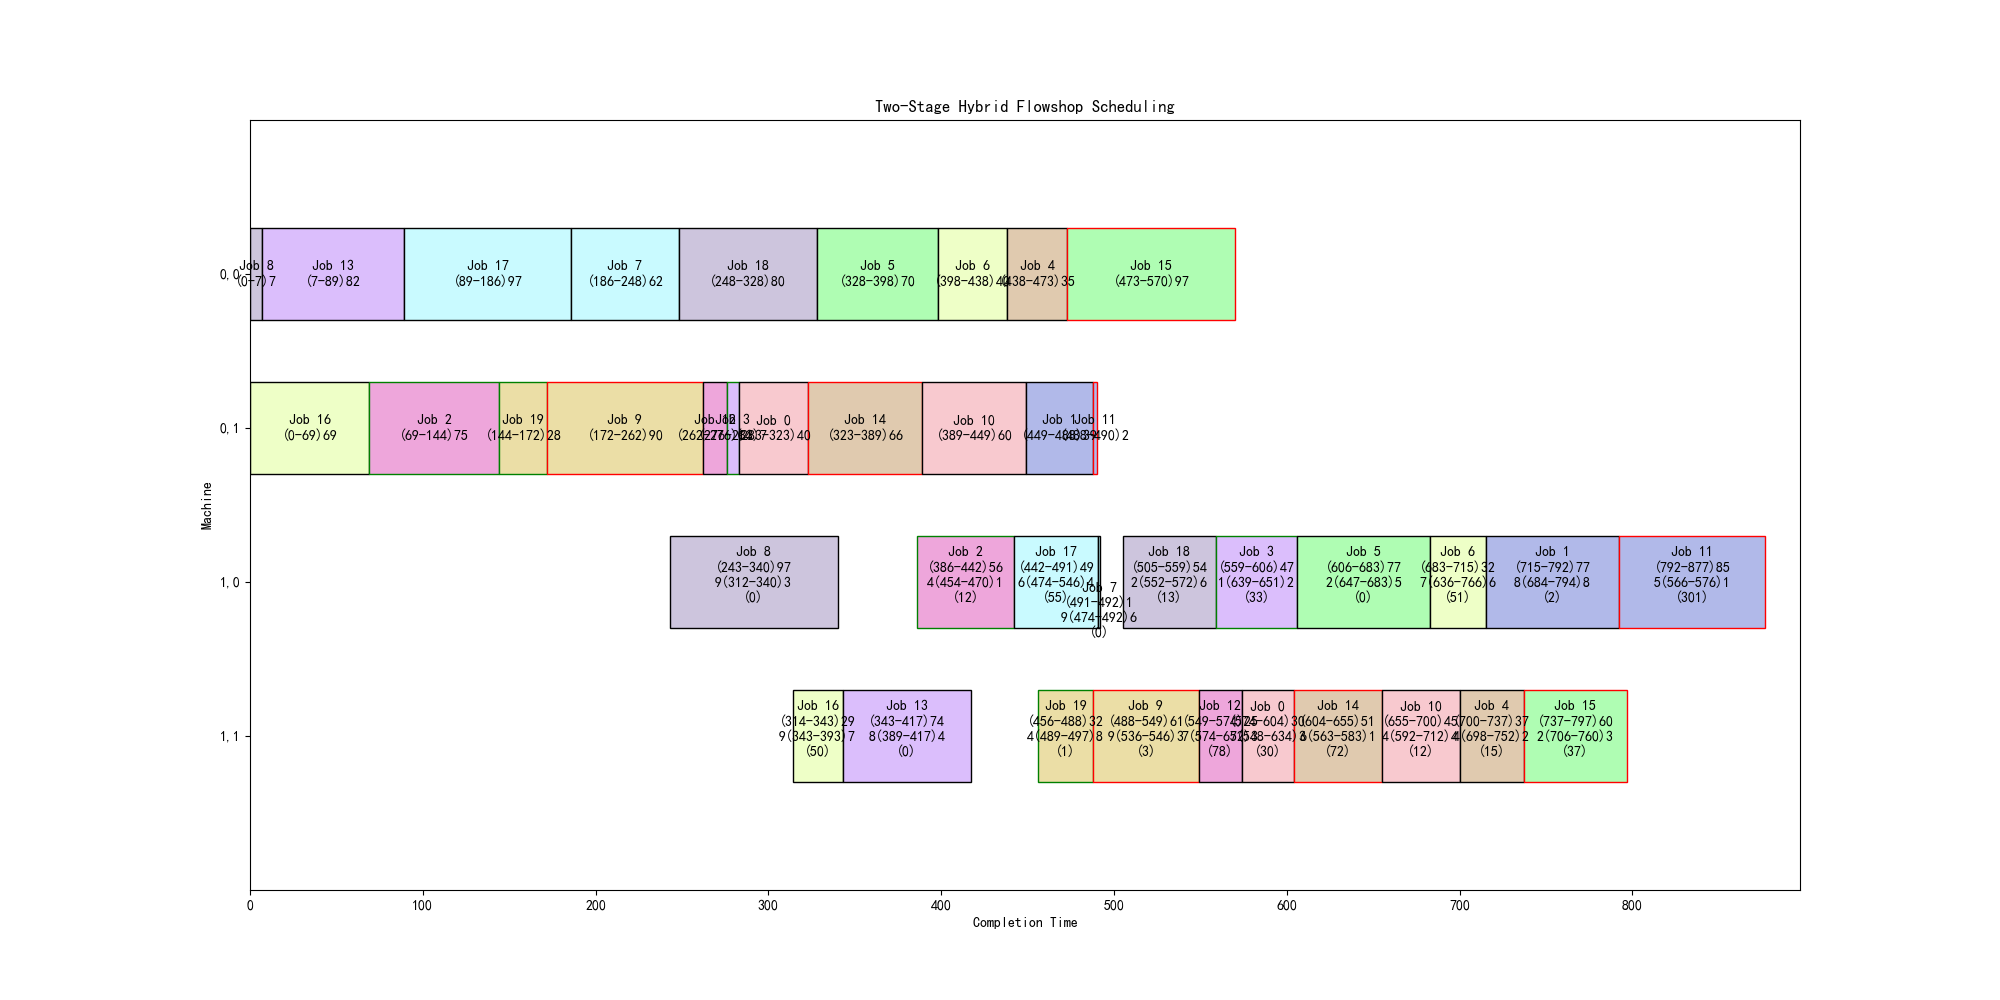 Two-Stage Hybrid Flowshop Scheduling
Machine
0,0
Job 8
(0-7)7
Job 13
(7-89)82
Job 17
(89-186)97
Job 7
(186-248)62
Job 18
(248-328)80
Job 5
(328-398)70
Job 6
(398-438)40
Job 4
(438-473)35
Job 15
(473-570)97
0,1
Job 16
(0-69)69
Job 2
(69-144)75
Job 19
(144-172)28
Job 9
(172-262)90
Job 12
Job 3
Job 0
(283-323)40
Job 14
(323-389)66
Job 10
(389-449)60
Job 1
(449-488)39
Job 11
(488-490)2
1,0
Job 8
(243-340)97
9(312-340)3
(0)
Job 2
(386-442)56
4(454-470)1
(12)
Job 17
(442-491)49
6(474-546)4
(55)
Job 7
(491-492)1
9(474-492)6
(0)
Job 18
(505-559)54
2(552-572)6
(13)
Job 3
(559-606)47
1(639-651)2
(33)
Job 5
(606-683)77
2(647-683)5
(0)
Job 6
(683-715)32
7(636-766)6
(51)
Job 1
(715-792)77
8(684-794)8
(2)
Job 11
(792-877)85
5(566-576)1
(301)
1,1
Job 16
(314-343)29
9(343-393)7
(50)
Job 13
(343-417)74
8(389-417)4
(0)
Job 19
(456-488)32
4(489-497)8
(1)
Job 9
(488-549)61
9(536-546)3
(3)
Job 12
(549-574)25
(78)
Job 0
(574-604)30
(30)
Job 14
(604-655)51
(563-583)1
(72)
Job 10
(655-700)45
4(592-712)4
(12)
Job 4
(700-737)37
4(698-752)2
(15)
Job 15
(737-797)60
2(706-760)3
(37)
0 100 200 300 400 500 600 700 800
Completion Time